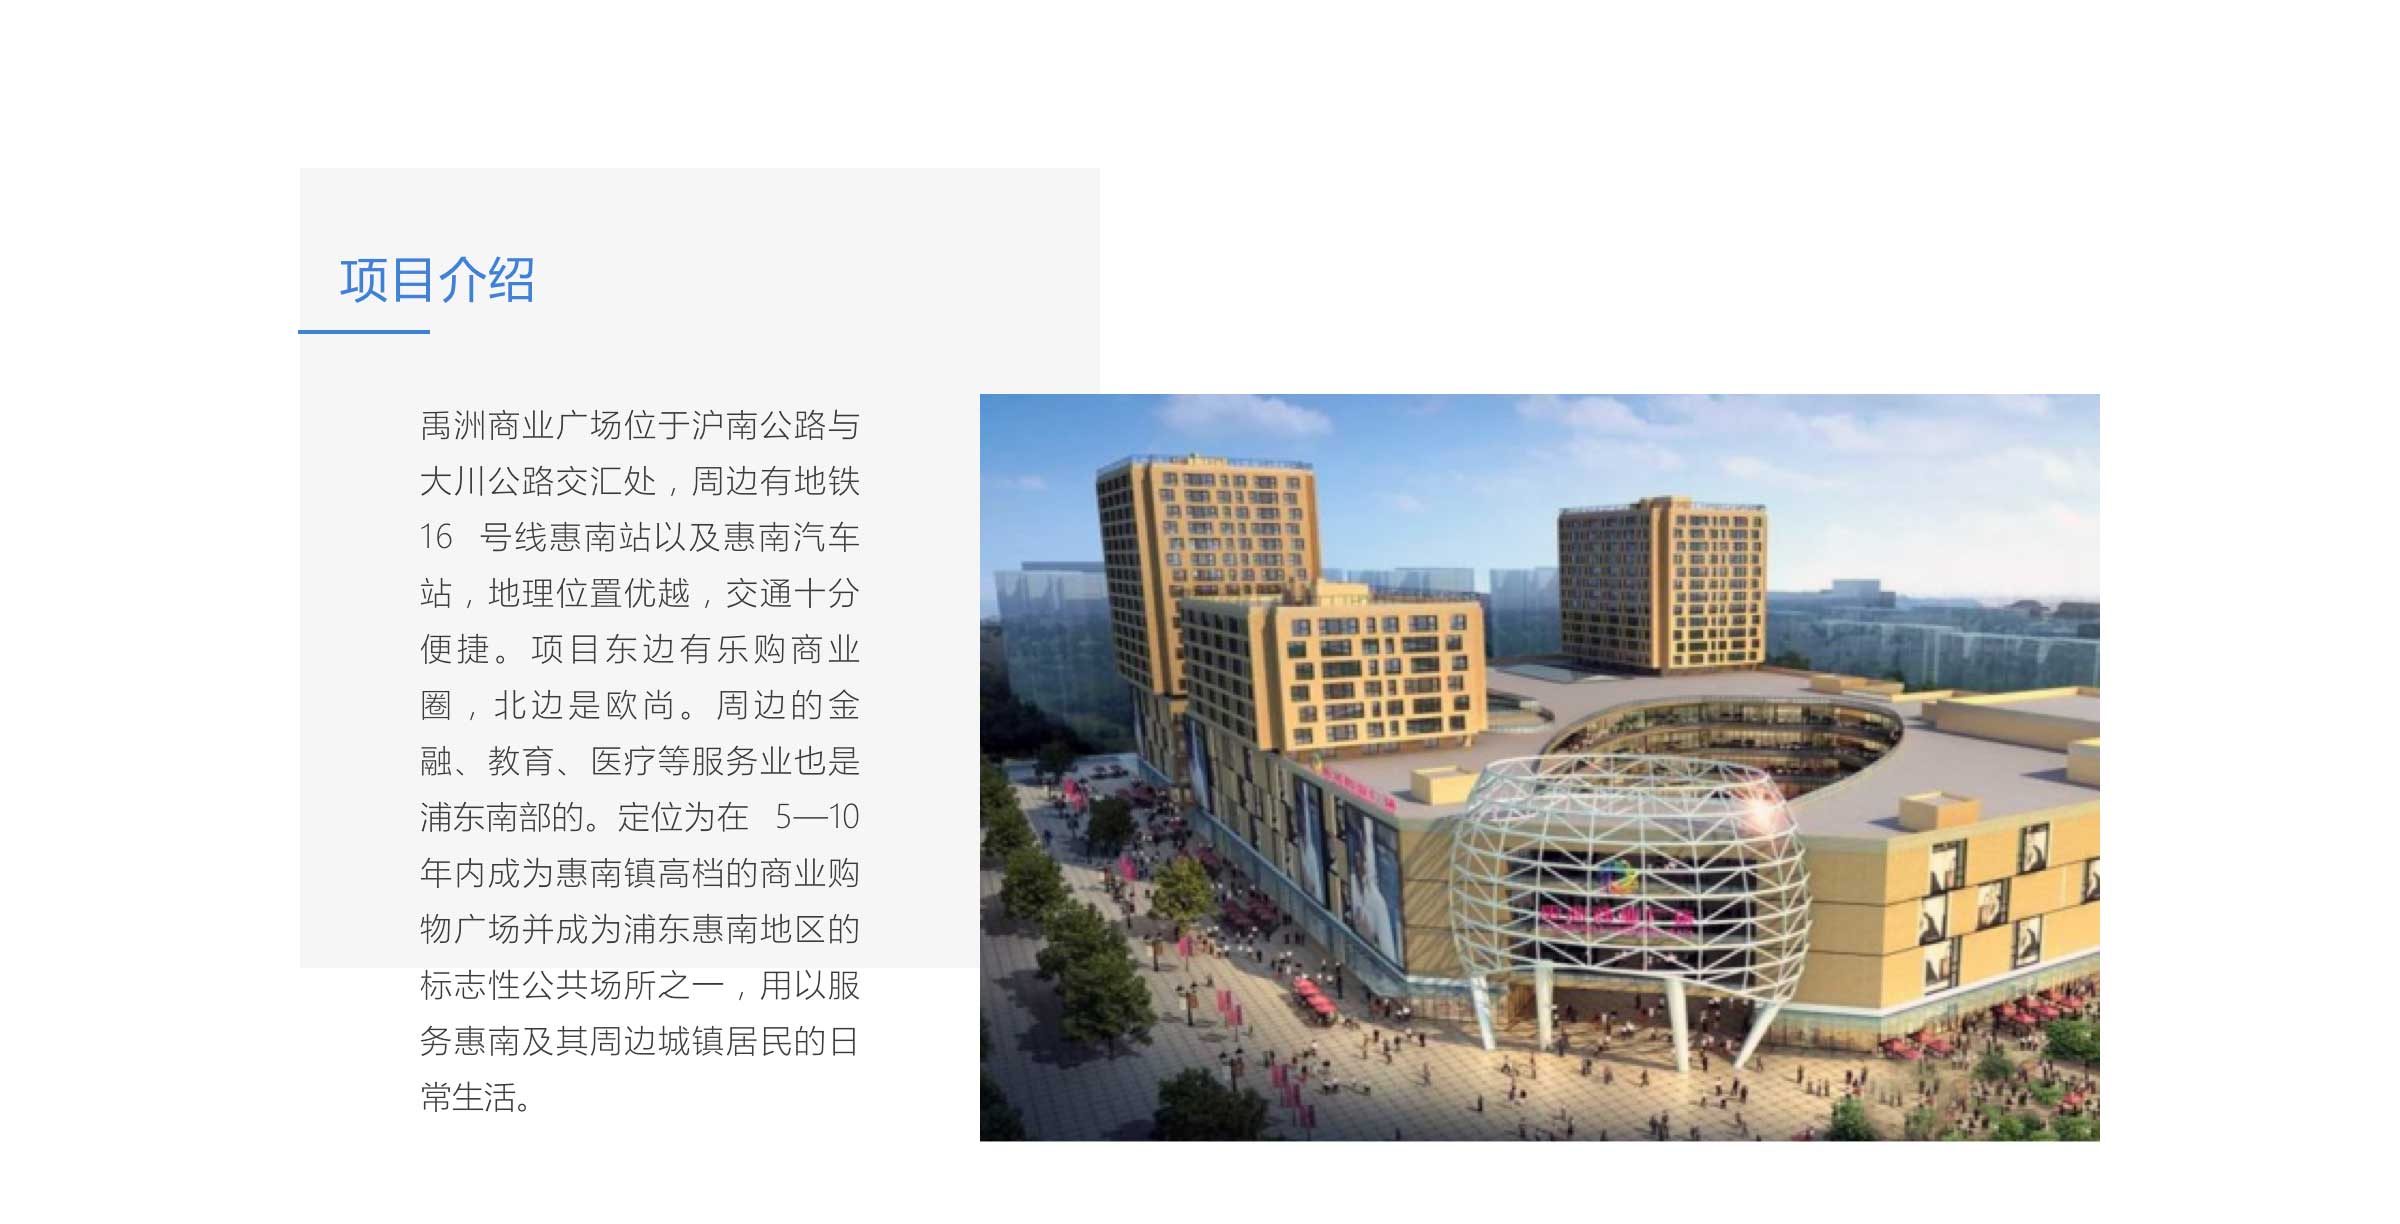 项目介绍
禹洲商业广场位于沪南公路与
大川公路交汇处，周边有地铁
16 号线惠南站以及惠南汽车
站，地理位置优越，交通十分
便捷。项目东边有乐购商业
圈，北边是欧尚。周边的金
融、教育、医疗等服务业也是
浦东南部的。定位为在 5—10
年内成为惠南镇高档的商业购
物广场并成为浦东惠南地区的
标志性公共场所之一，用以服
务惠南及其周边城镇居民的日
常生活。
禹洲商业广场